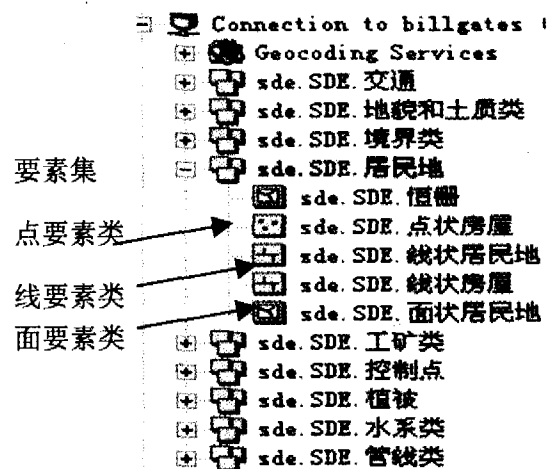 Connection to billgates
Geocoding Services
sde.SDE.交通
sde.SDE.地貌和土质类
sde.SDE.境界类
要素集
sde.SDE.居民地
sde.SDE.垣栅
点要素类
sde.SDE.点状房屋
sde.SDE.线状居民地
线要素类
sde.SDE.线状房屋
面要素类
sde.SDE.面状居民地
sde.SDE.工矿类
sde.SDE.控制点
sde.SDE.植被
sde.SDE.水系类
sde.SDE.管线类